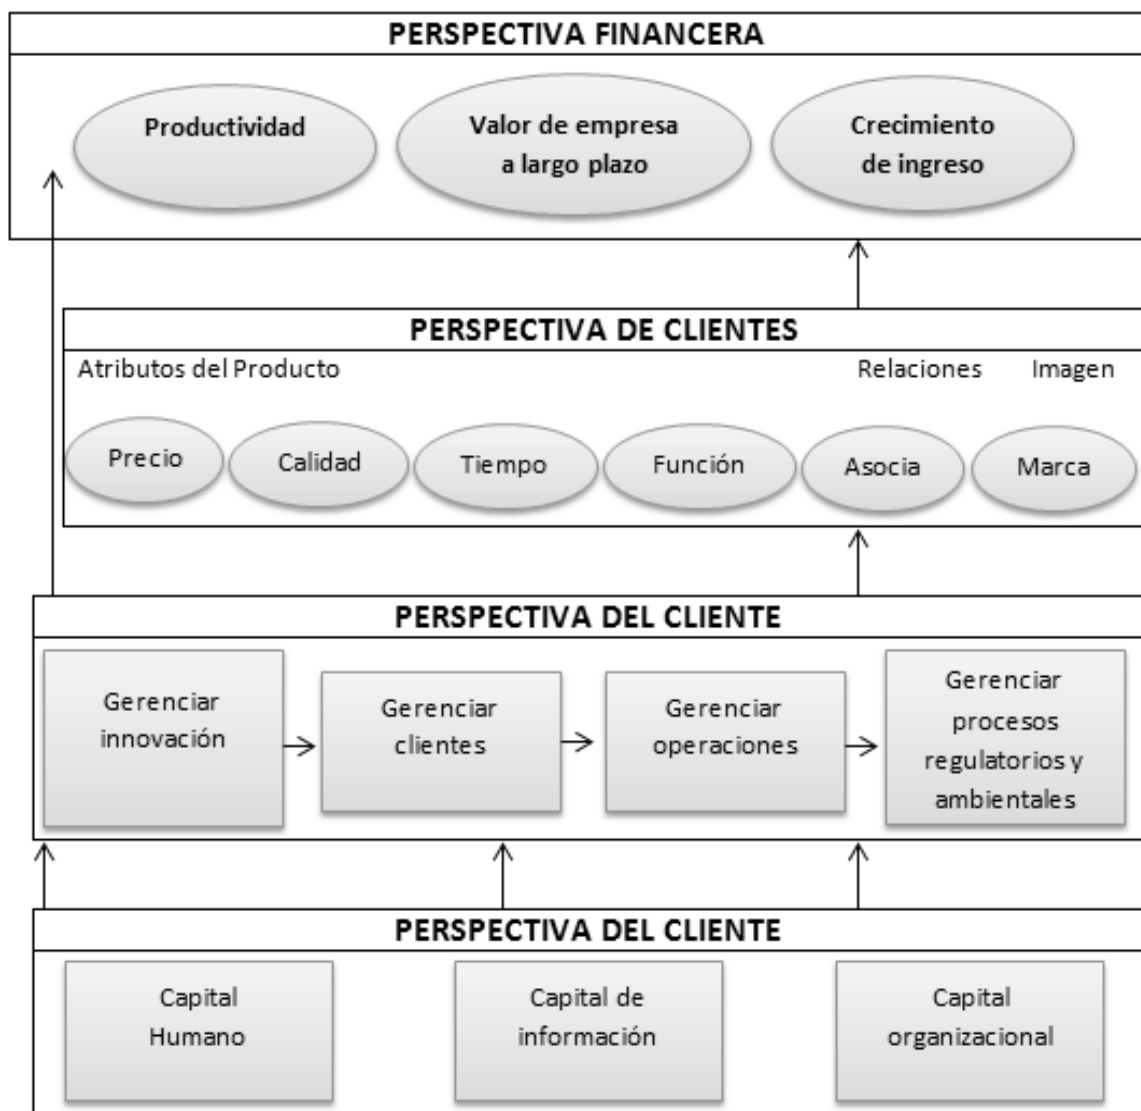 PERSPECTIVA FINANCERA
Productividad
Valor de empresa
a largo plazo
Crecimiento
de ingreso
PERSPECTIVA DE CLIENTES
Atributos del Producto
Relaciones
Imagen
Precio
Calidad
Tiempo
Función
Asocia
Marca
PERSPECTIVA DEL CLIENTE
Gerenciar
innovación
Gerenciar
clientes
Gerenciar
operaciones
Gerenciar
procesos
regulatorios y
ambientales
PERSPECTIVA DEL CLIENTE
Capital
Humano
Capital de
información
Capital
organizacional